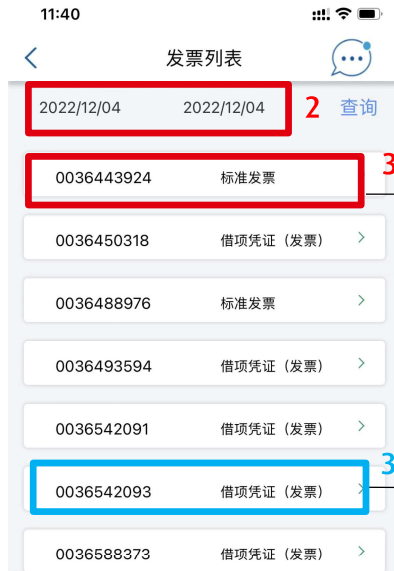 11:40
发票列表
2022/12/04 2022/12/04 2 查询
3
0036443924 标准发票
0036450318 借项凭证（发票）
0036488976 标准发票
0036493594 借项凭证（发票）
0036542091 借项凭证（发票）
3
0036542093 借项凭证（发票）
0036588373 借项凭证（发票）